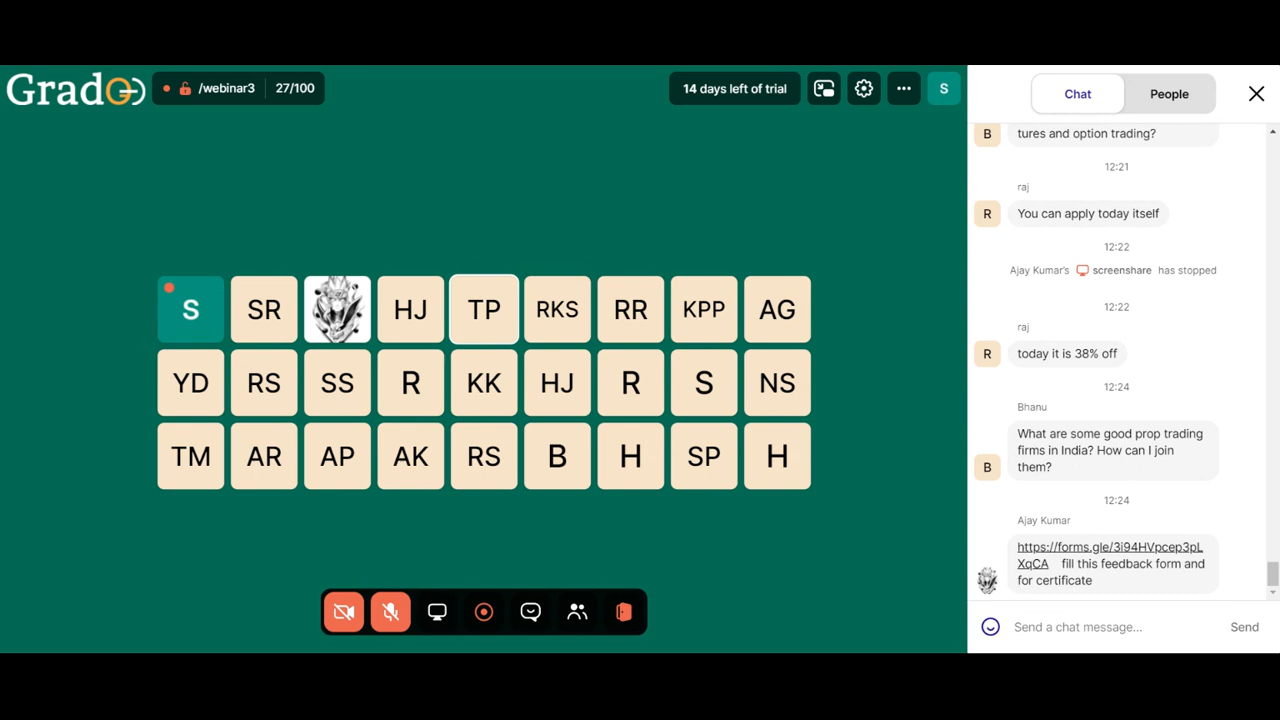 Grado
/webinar3 27/100
14 days left of trial
S
S SR HJ TP RKS RR KPP AG
YD RS SS R KK HJ R S NS
TM AR AP AK RS B H SP H
Chat People
B
tures and option trading?
12:21
raj
R You can apply today itself
12:22
Ajay Kumar's screenshare has stopped
12:22
raj
R today it is 38% off
12:24
Bhanu
What are some good prop trading
firms in India? How can I join
B them?
12:24
Ajay Kumar
https://forms.gle/3i94HVpcep3pL
XqCA fill this feedback form and
for certificate
Send a chat message... Send